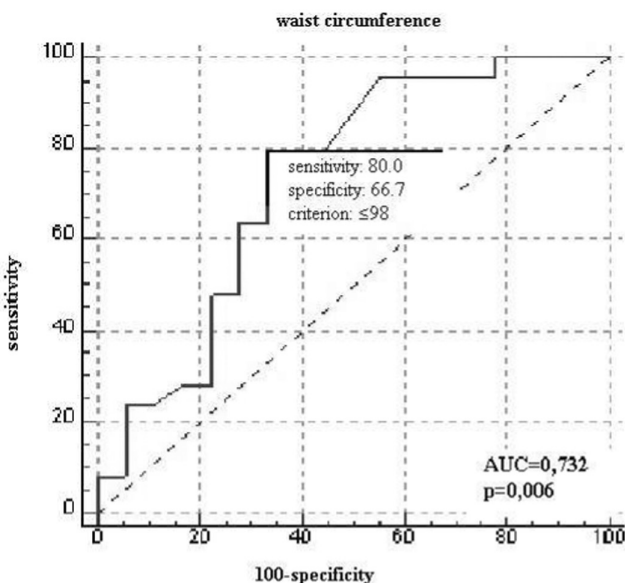 waist circumference
100
80
60
40
20
0
sensitivity
sensitivity: 80.0
specificity: 66.7
criterion: ≤98
AUC=0,732
p=0,006
0 20 40 60 80 100
100-specificity